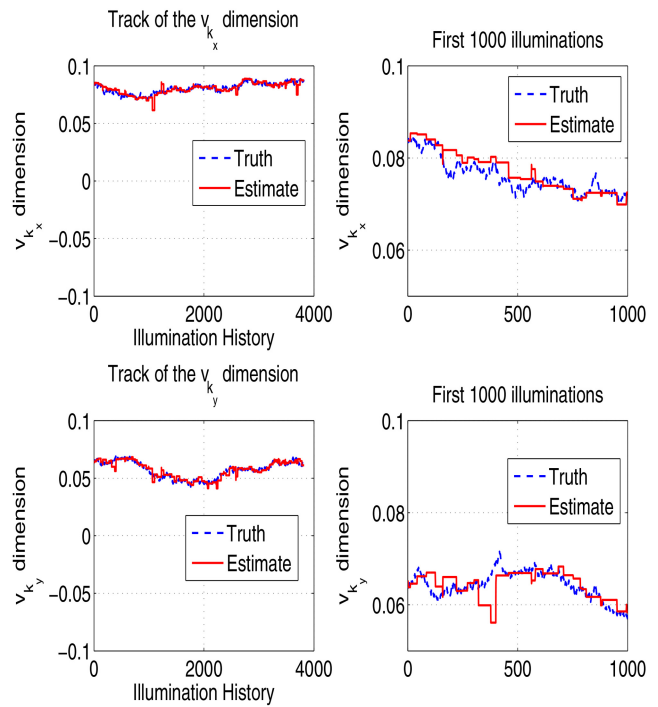 Track of the v_{k_x} dimension
v_{k_x} dimension
0.1
0.05
0
−0.05
−0.1
Truth
Estimate
0
2000
4000
Illumination History
First 1000 illuminations
v_{k_x} dimension
0.1
0.08
0.06
Truth
Estimate
0
500
1000
Track of the v_{k_y} dimension
v_{k_y} dimension
0.1
0.05
0
−0.05
−0.1
Truth
Estimate
0
2000
4000
Illumination History
First 1000 illuminations
v_{k_y} dimension
0.1
0.08
0.06
Truth
Estimate
0
500
1000